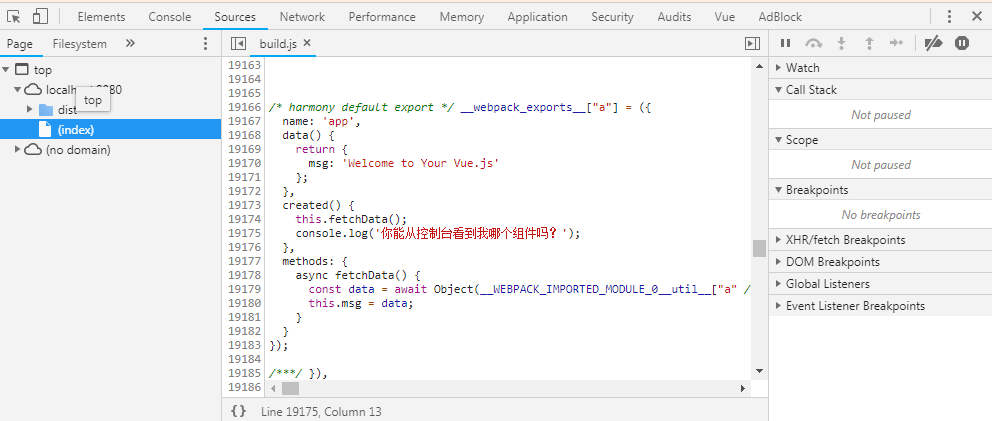 Elements Console Sources Network Performance Memory Application Security Audits Vue AdBlock
Page Filesystem
build.js
top
top
dist
(index)
(no domain)
19163
19164
19165
19166 /* harmony default export */ __webpack_exports__["a"] = ({
19167 name: 'app',
19168 data() {
19169 return {
19170 msg: 'Welcome to Your Vue.js'
19171 };
19172 },
19173 created() {
19174 this.fetchData();
19175 console.log('你能从控制台看到我哪个组件吗？');
19176 },
19177 methods: {
19178 async fetchData() {
19179 const data = await Object(__WEBPACK_IMPORTED_MODULE_0__util__["a" /
19180 this.msg = data;
19181 }
19182 }
19183 });
19184
19185 /***/ }),
19186
{} Line 19175, Column 13
Watch
Call Stack
Not paused
Scope
Not paused
Breakpoints
No breakpoints
XHR/fetch Breakpoints
DOM Breakpoints
Global Listeners
Event Listener Breakpoints